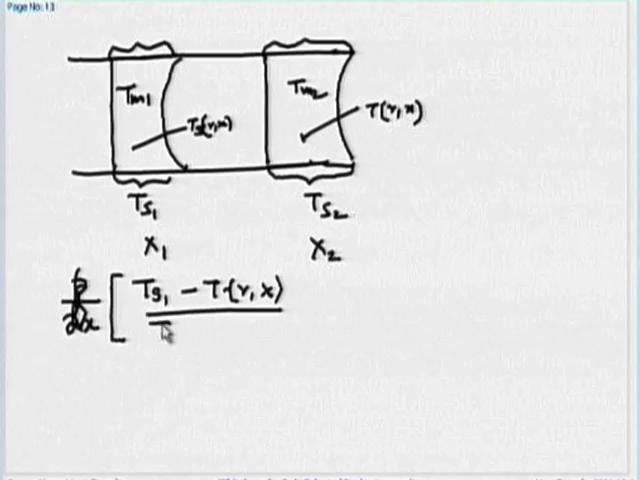 Page No: 13
Tm1 Tm2
T(r,x) T(r,x)
Ts1 Ts2
x1 x2
∂/∂x [ Ts1 - T(r,x) / T